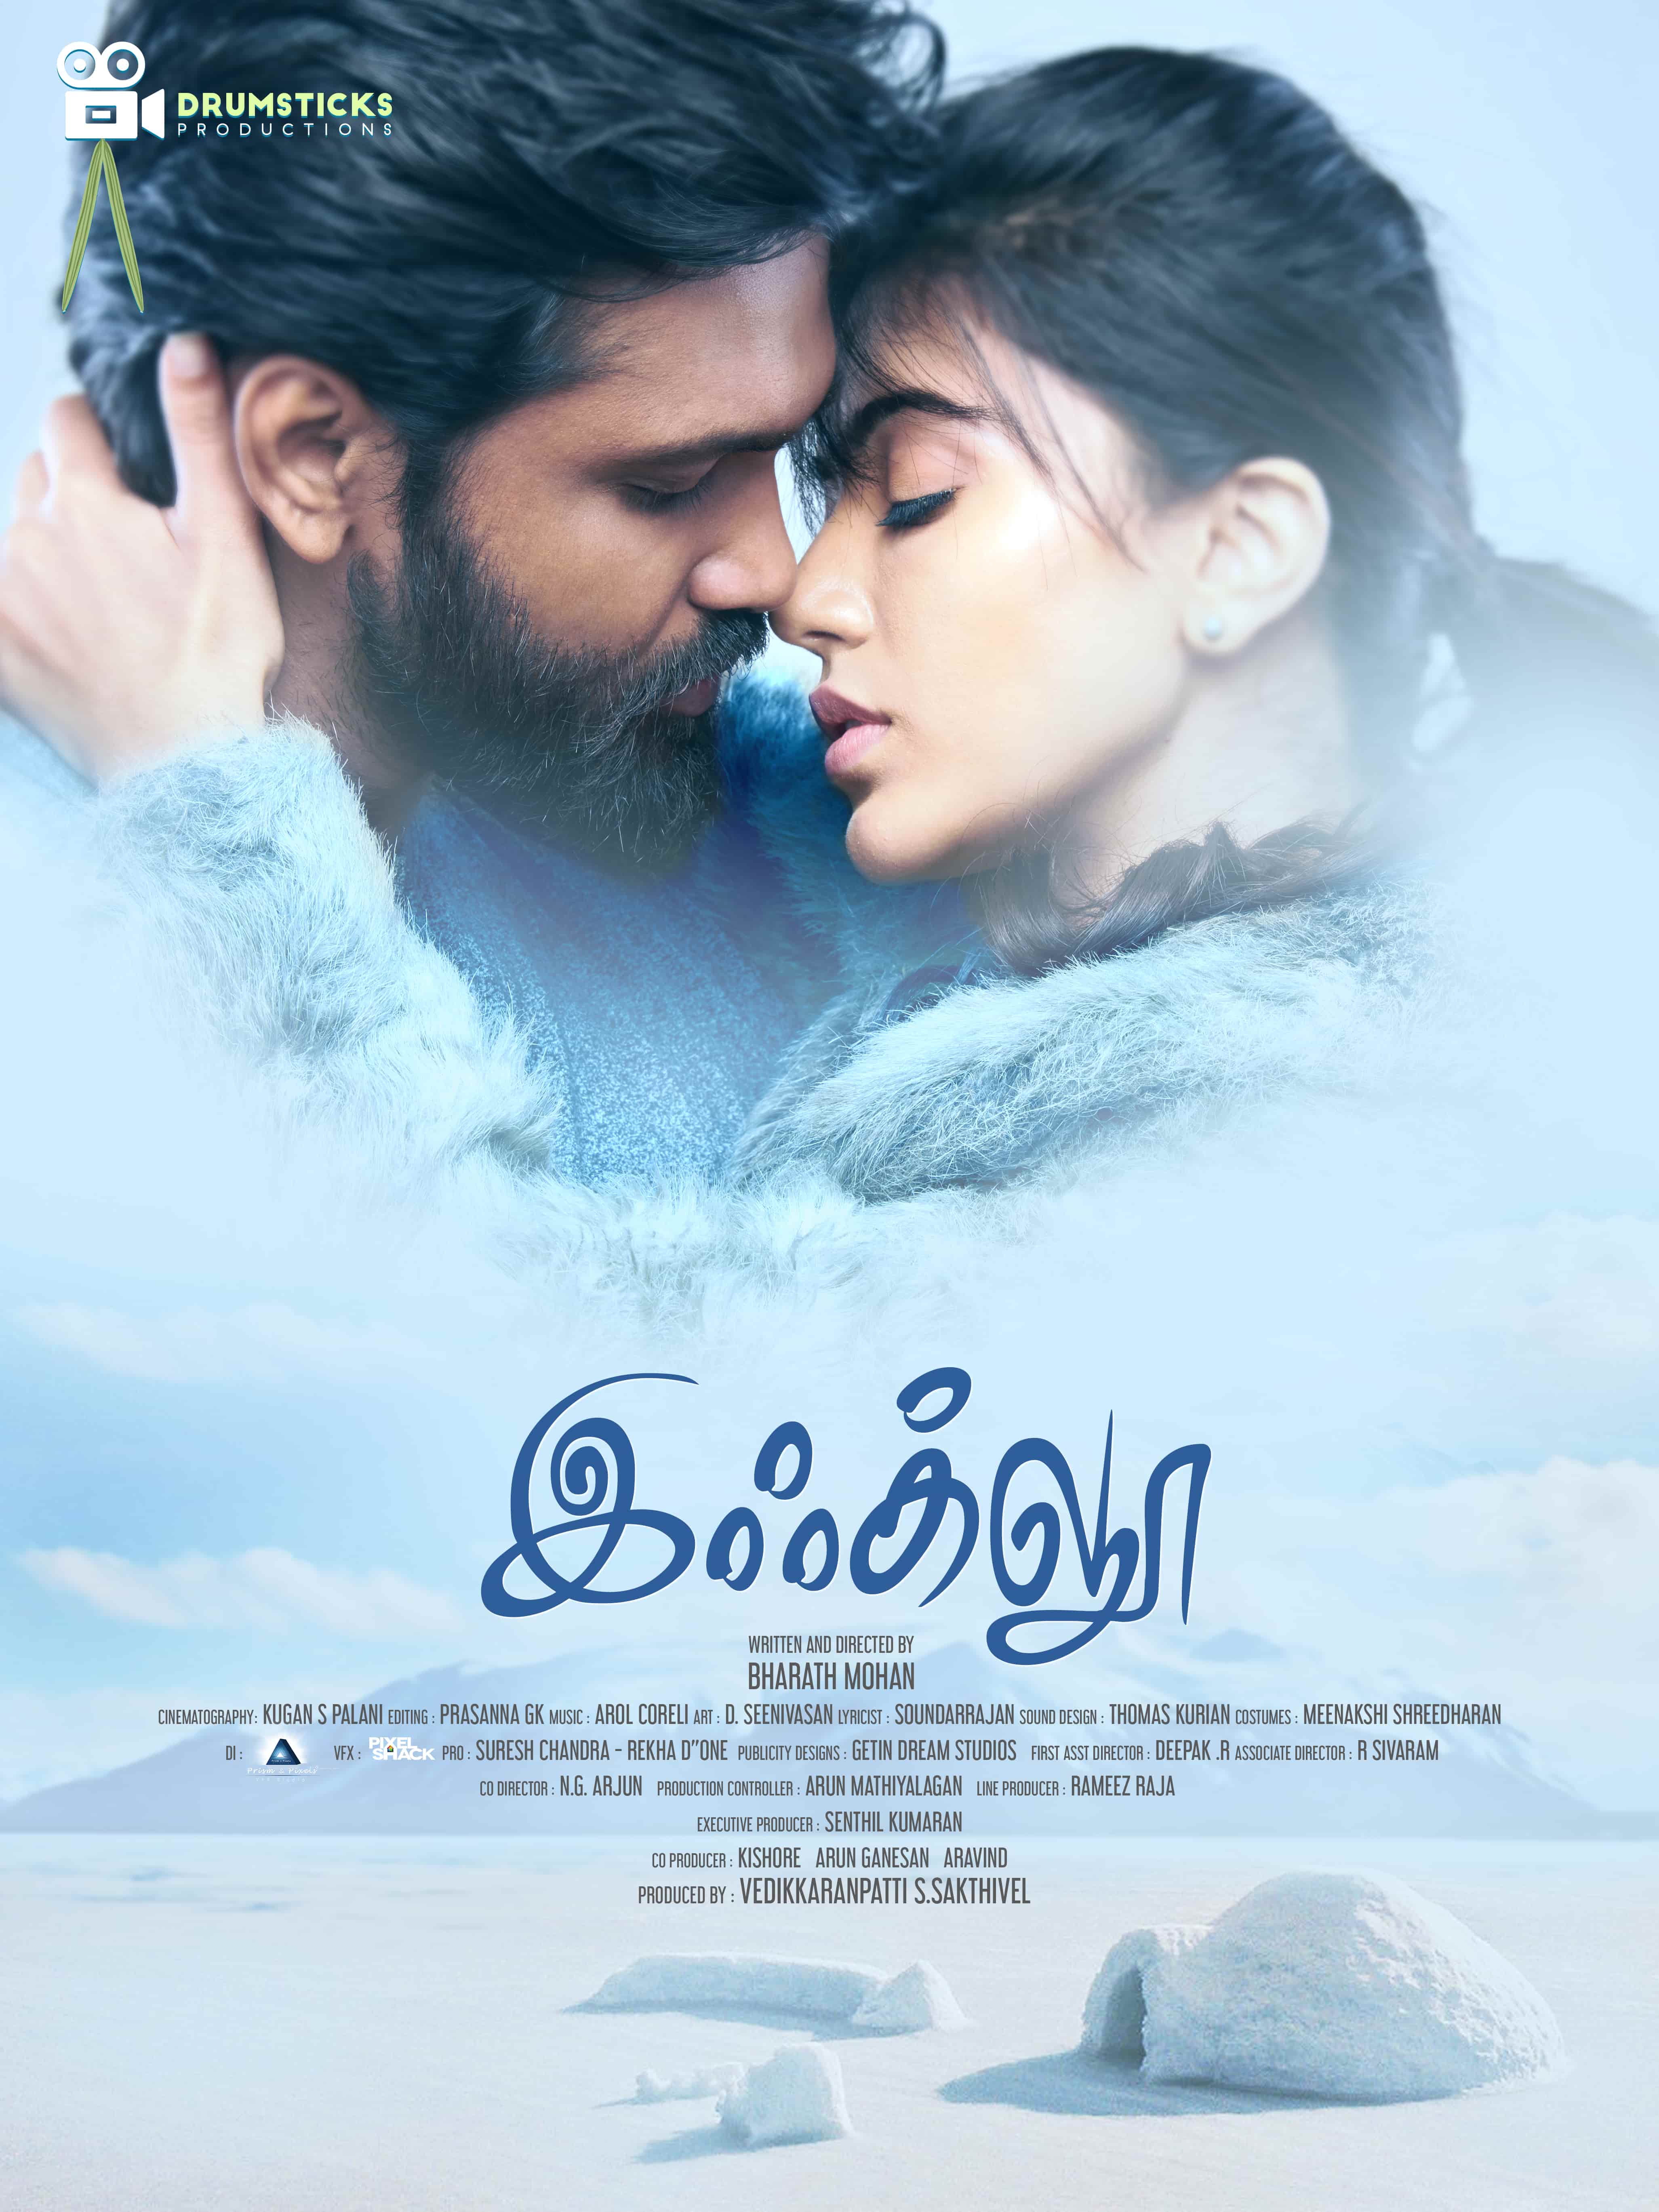 DRUMSTICKS
PRODUCTIONS
இஃக்லூ
WRITTEN AND DIRECTED BY
BHARATH MOHAN
CINEMATOGRAPHY: KUGAN S PALANI EDITING : PRASANNA GK MUSIC : AROL CORELI ART : D. SEENIVASAN LYRICIST : SOUNDARRAJAN SOUND DESIGN : THOMAS KURIAN COSTUMES : MEENAKSHI SHREEDHARAN
DI : Prism & Pixels VFX : PIXEL SHACK PRO : SURESH CHANDRA - REKHA D"ONE PUBLICITY DESIGNS : GETIN DREAM STUDIOS FIRST ASST DIRECTOR : DEEPAK .R ASSOCIATE DIRECTOR : R SIVARAM
CO DIRECTOR : N.G. ARJUN PRODUCTION CONTROLLER : ARUN MATHIYALAGAN LINE PRODUCER : RAMEEZ RAJA
EXECUTIVE PRODUCER : SENTHIL KUMARAN
CO PRODUCER : KISHORE ARUN GANESAN ARAVIND
PRODUCED BY : VEDIKKARANPATTI S.SAKTHIVEL